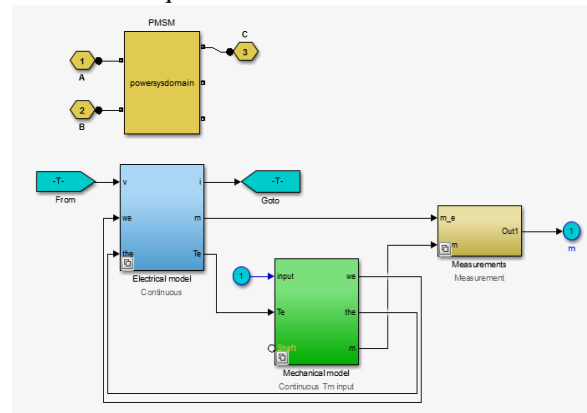 PMSM
C
1
3
A
powersysdomain
2
B
-T-
From
v
i
-T-
Goto
we
m
m_e
Out1
1
m
the
Te
m
Measurements
Measurement
Electrical model
Continuous
1
input
we
Te
the
Shaft
m
Mechanical model
Continuous Tm input